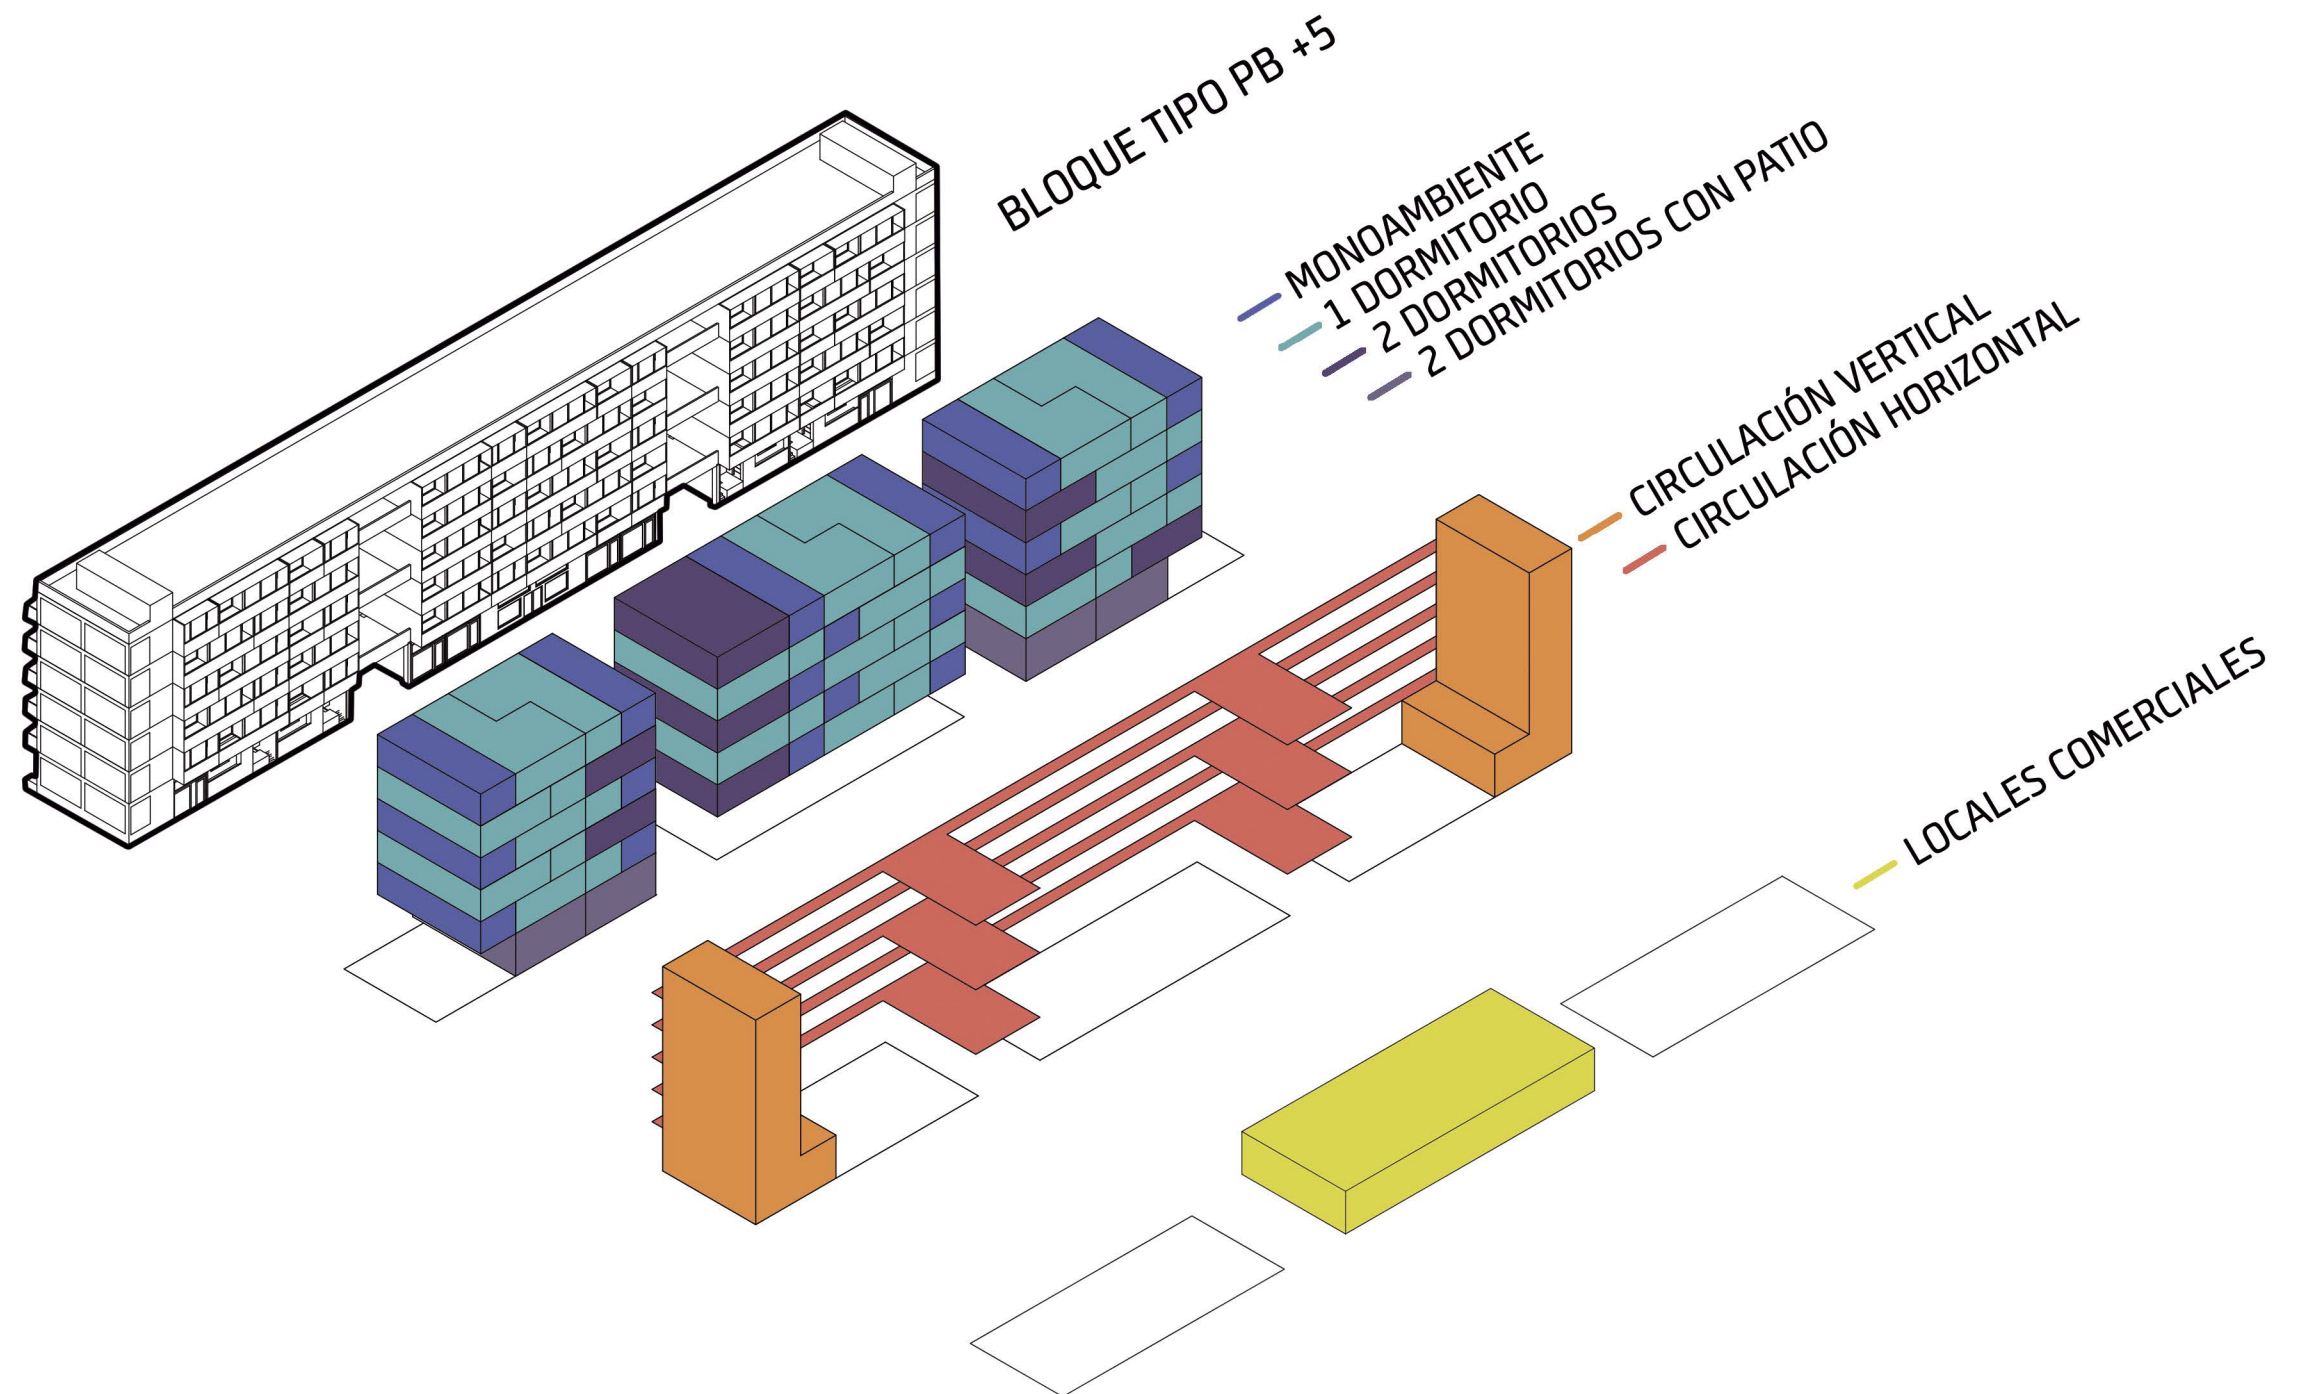 BLOQUE TIPO PB +5
MONOAMBIENTE
1 DORMITORIO
2 DORMITORIOS
2 DORMITORIOS CON PATIO
CIRCULACIÓN VERTICAL
CIRCULACIÓN HORIZONTAL
LOCALES COMERCIALES